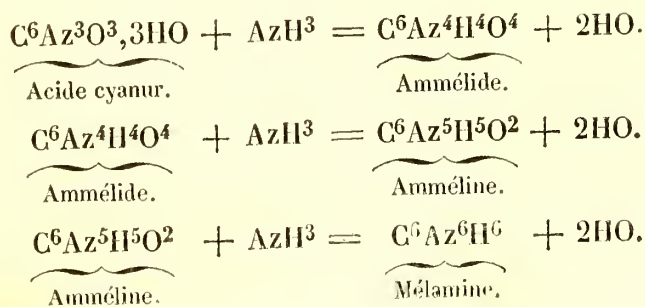 C⁶Az³O³,3HO + AzH³ = C⁶Az⁴H⁴O⁴ + 2HO.
Acide cyanur. Ammélide.
C⁶Az⁴H⁴O⁴ + AzH³ = C⁶Az⁵H⁵O² + 2HO.
Ammélide. Amméline.
C⁶Az⁵H⁵O² + AzH³ = C⁶Az⁶H⁶ + 2HO.
Amméline. Mélamine.